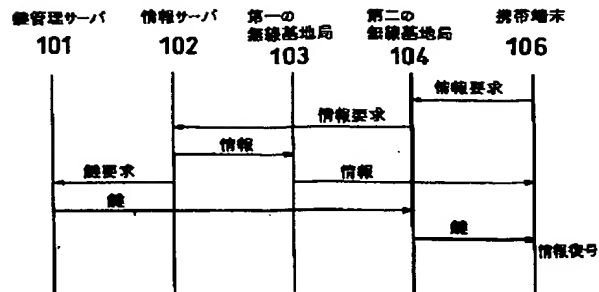 鍵管理サーバ
101
情報サーバ
102
第一の
無線基地局
103
第二の
無線基地局
104
携帯端末
106
情報要求
情報要求
情報
鍵要求
情報
鍵
鍵
情報復号